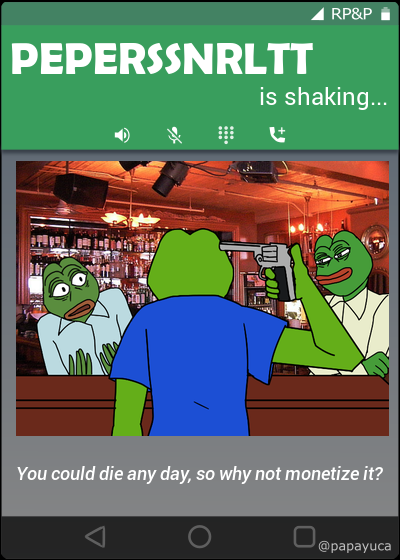 RP&P
PEPERSSNRLTT
is shaking...
You could die any day, so why not monetize it?
@papayuca